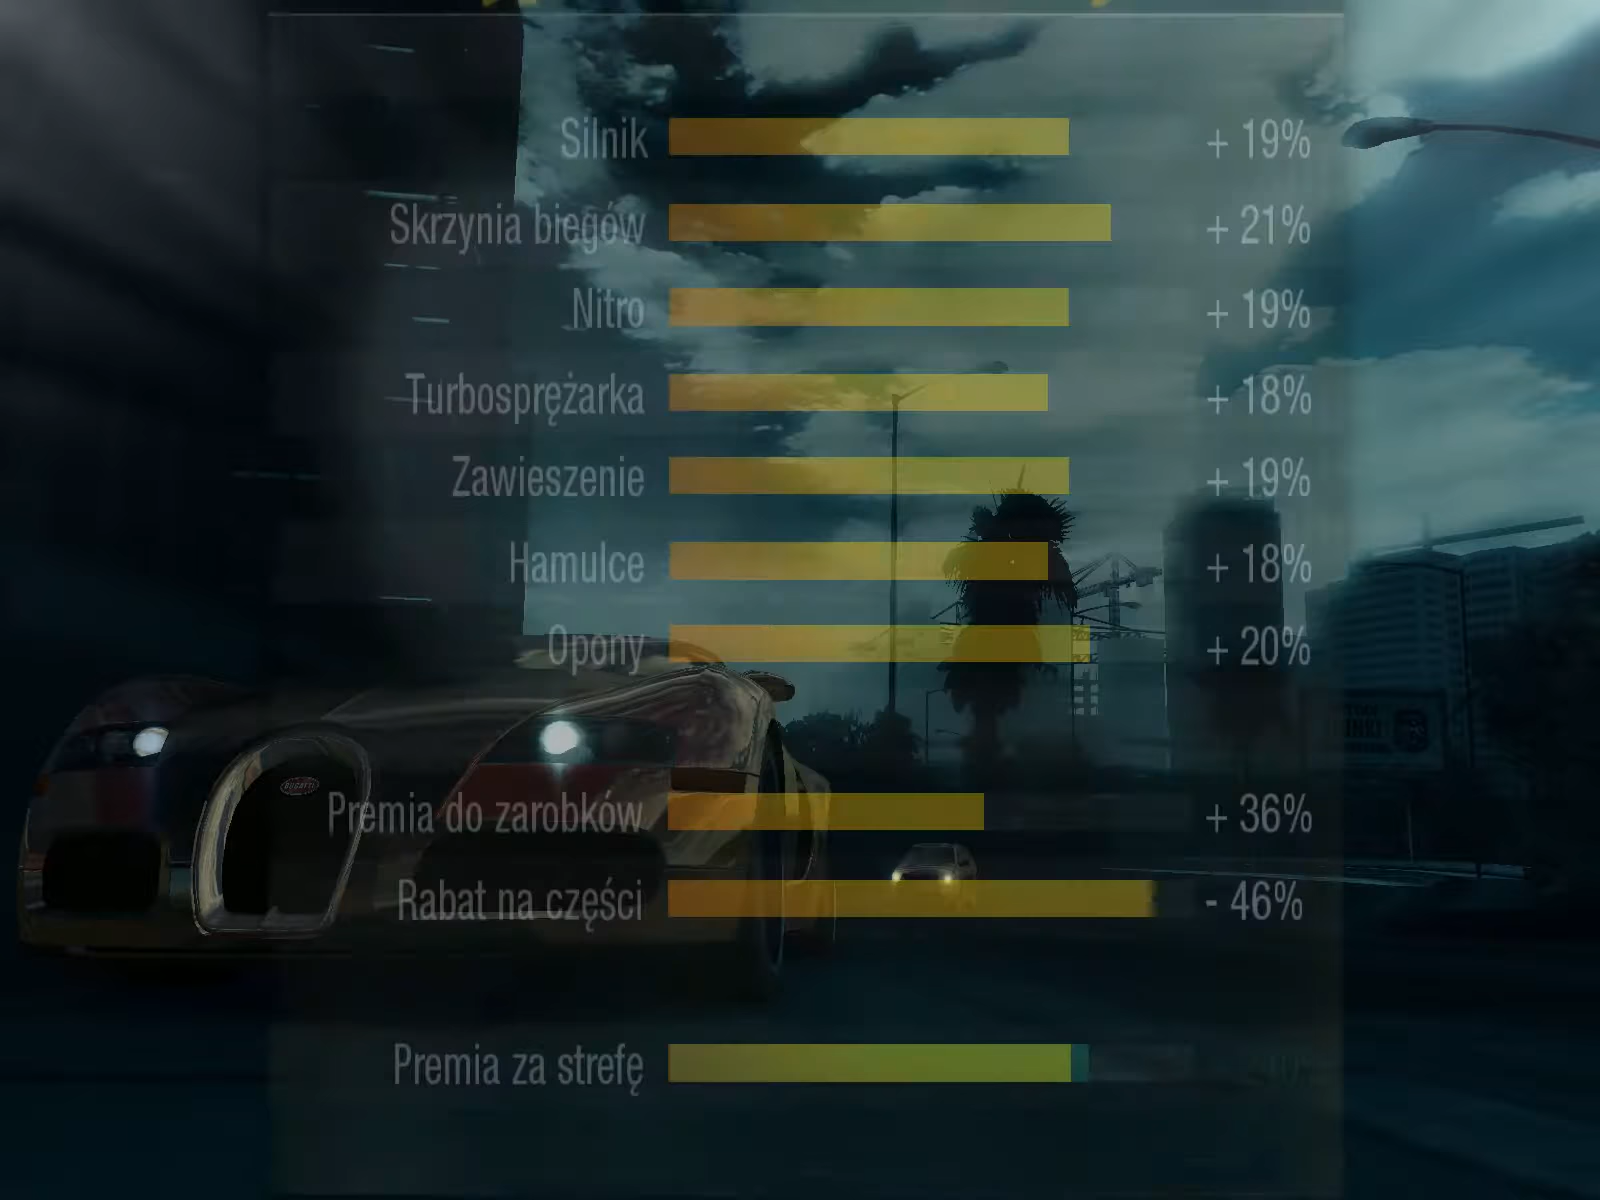 Silnik + 19%
Skrzynia biegów + 21%
Nitro + 19%
Turbosprężarka + 18%
Zawieszenie + 19%
Hamulce + 18%
Opony + 20%
Premia do zarobków + 36%
Rabat na części - 46%
Premia za strefę
BUGATTI